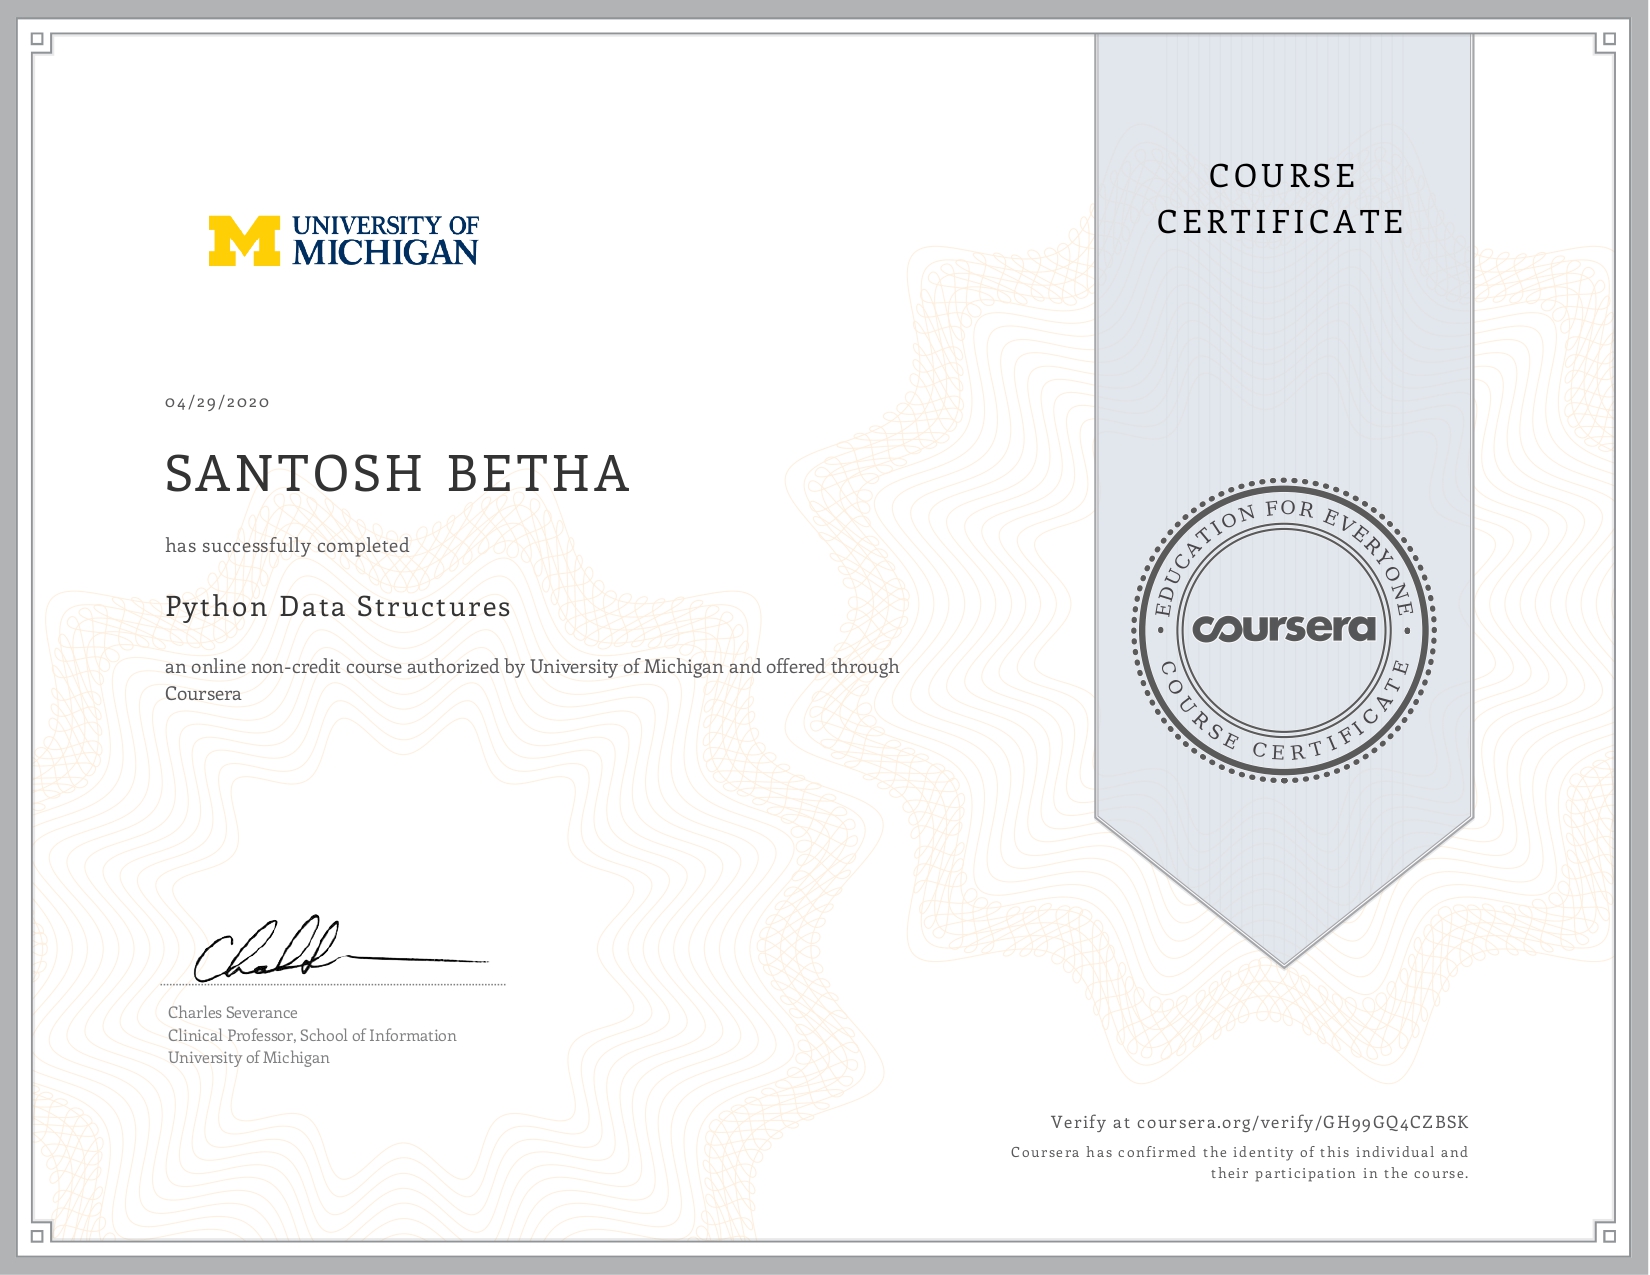 UNIVERSITY OF
MICHIGAN
COURSE
CERTIFICATE
04/29/2020
SANTOSH BETHA
has successfully completed
Python Data Structures
an online non-credit course authorized by University of Michigan and offered through
Coursera
EDUCATION FOR EVERYONE
coursera
COURSE CERTIFICATE
Charles Severance
Clinical Professor, School of Information
University of Michigan
Verify at coursera.org/verify/GH99GQ4CZBSK
Coursera has confirmed the identity of this individual and
their participation in the course.